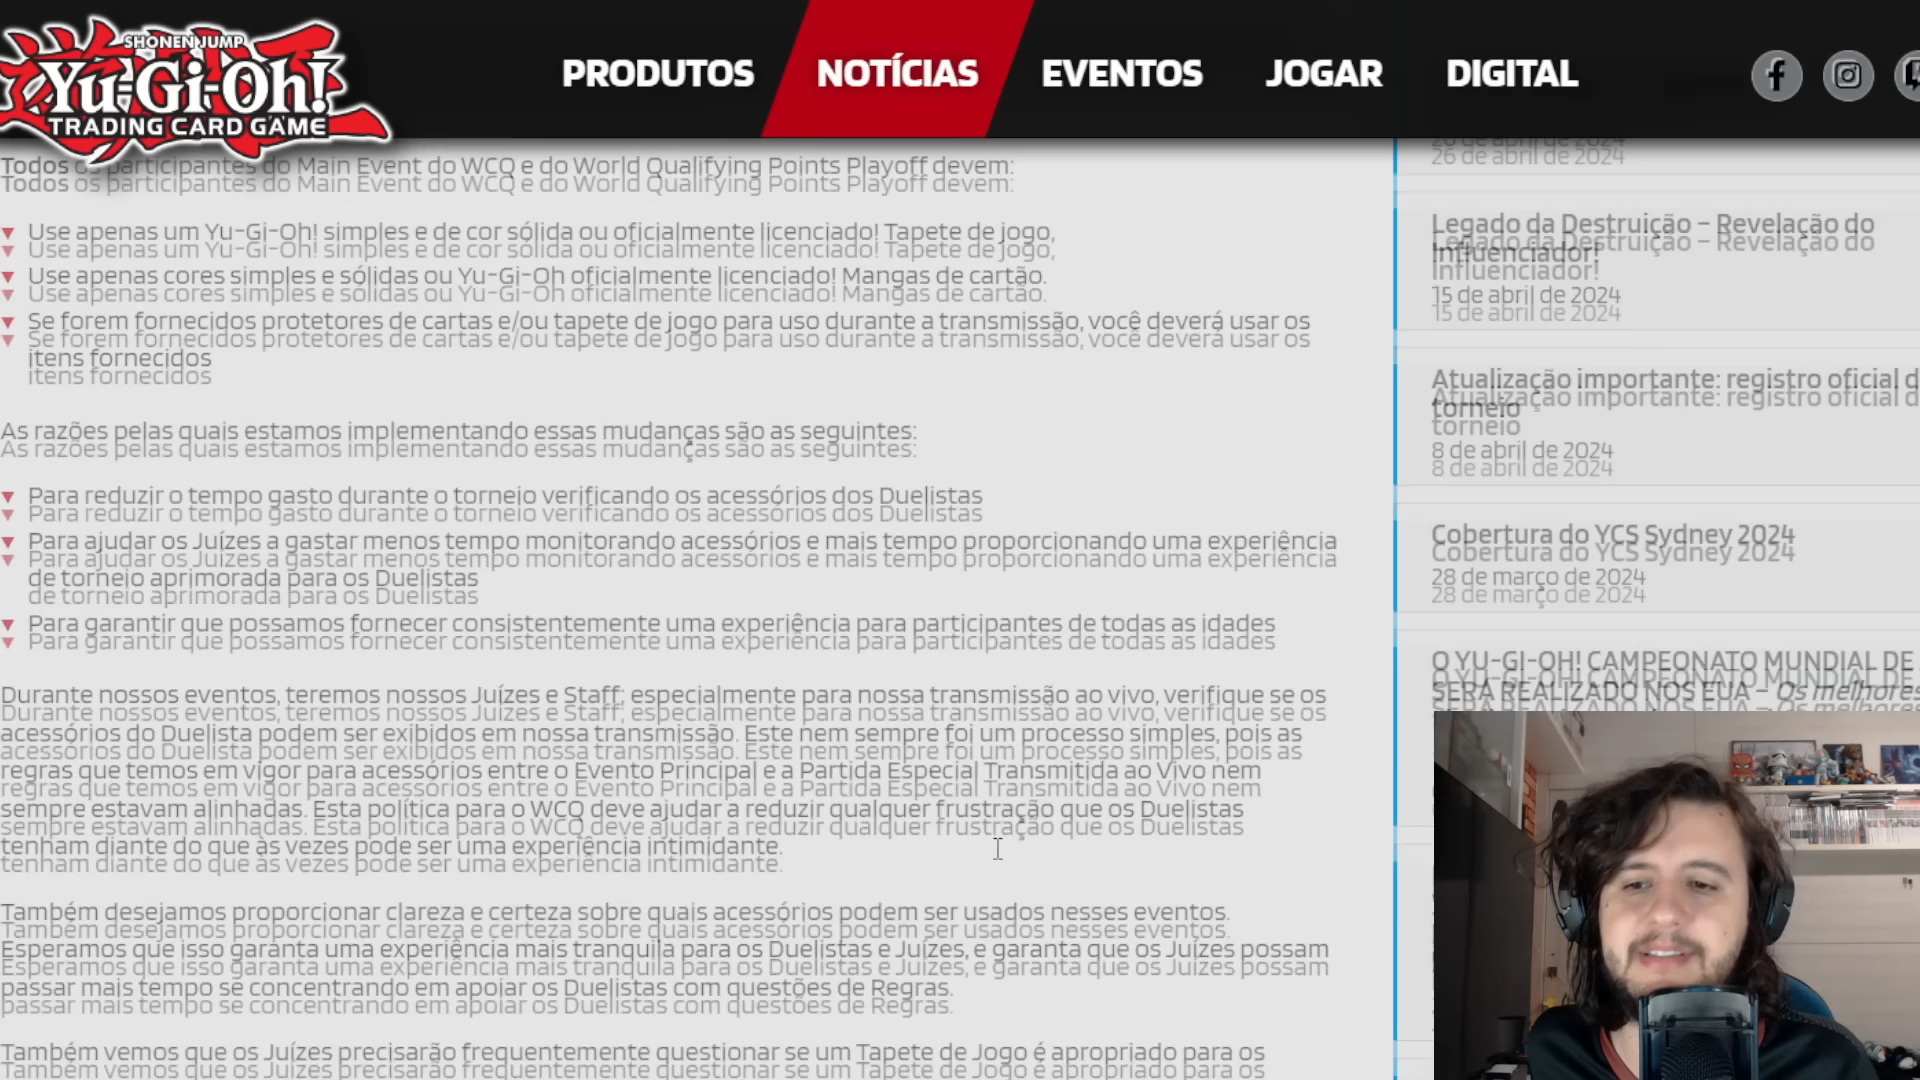 SHONEN JUMP
Yu-Gi-Oh!
TRADING CARD GAME
PRODUTOS NOTÍCIAS EVENTOS JOGAR DIGITAL
Todos os participantes do Main Event do WCQ e do World Qualifying Points Playoff devem:
Use apenas um Yu-Gi-Oh! simples e de cor sólida ou oficialmente licenciado! Tapete de jogo,
Use apenas cores simples e sólidas ou Yu-Gi-Oh oficialmente licenciado! Mangas de cartão.
Se forem fornecidos protetores de cartas e/ou tapete de jogo para uso durante a transmissão, você deverá usar os
itens fornecidos
As razões pelas quais estamos implementando essas mudanças são as seguintes:
Para reduzir o tempo gasto durante o torneio verificando os acessórios dos Duelistas
Para ajudar os Juízes a gastar menos tempo monitorando acessórios e mais tempo proporcionando uma experiência
de torneio aprimorada para os Duelistas
Para garantir que possamos fornecer consistentemente uma experiência para participantes de todas as idades
Durante nossos eventos, teremos nossos Juízes e Staff; especialmente para nossa transmissão ao vivo, verifique se os
acessórios do Duelista podem ser exibidos em nossa transmissão. Este nem sempre foi um processo simples, pois as
regras que temos em vigor para acessórios entre o Evento Principal e a Partida Especial Transmitida ao Vivo nem
sempre estavam alinhadas. Esta política para o WCQ deve ajudar a reduzir qualquer frustração que os Duelistas
tenham diante do que às vezes pode ser uma experiência intimidante.
Também desejamos proporcionar clareza e certeza sobre quais acessórios podem ser usados nesses eventos.
Esperamos que isso garanta uma experiência mais tranquila para os Duelistas e Juízes, e garanta que os Juízes possam
passar mais tempo se concentrando em apoiar os Duelistas com questões de Regras.
Também vemos que os Juízes precisarão frequentemente questionar se um Tapete de Jogo é apropriado para os
26 de abril de 2024
Legado da Destruição – Revelação do
Influenciador!
15 de abril de 2024
Atualização importante: registro oficial d
torneio
8 de abril de 2024
Cobertura do YCS Sydney 2024
28 de março de 2024
O YU-GI-OH! CAMPEONATO MUNDIAL DE
SERÁ REALIZADO NOS EUA – Os melhores